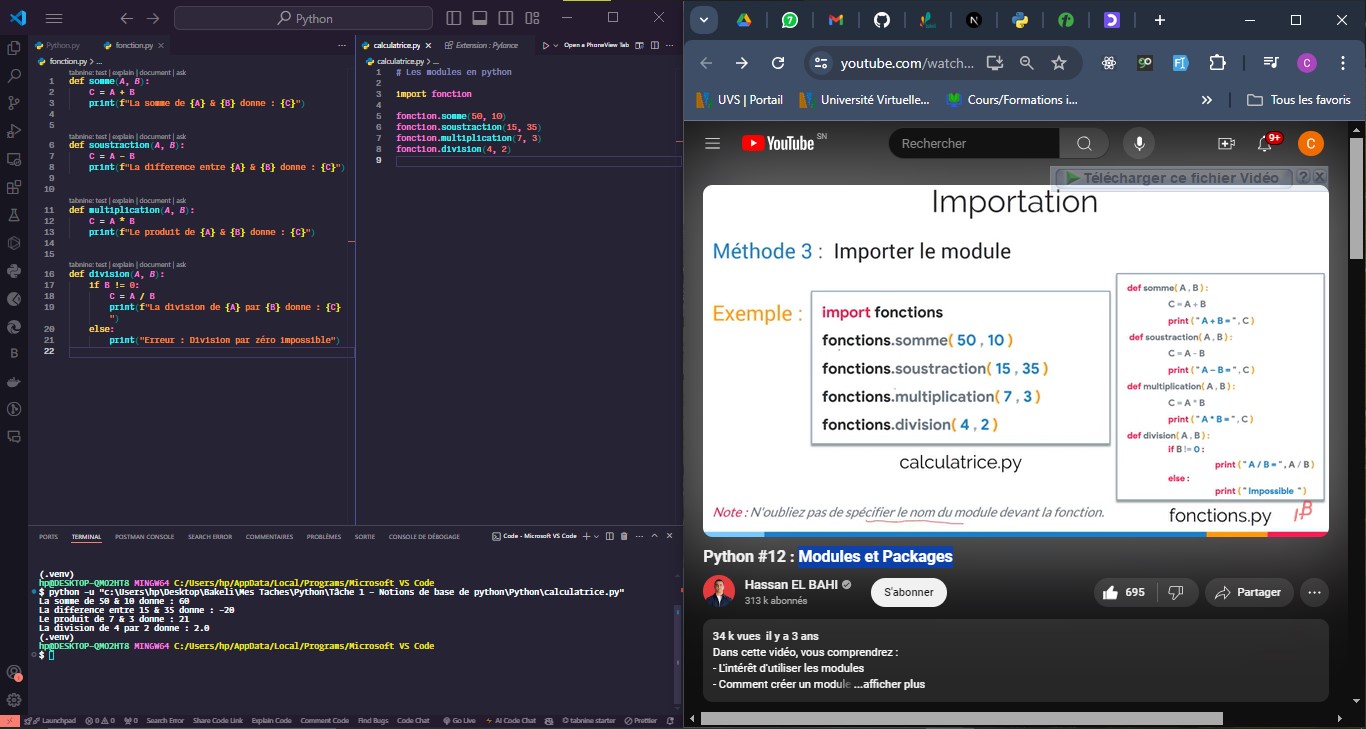 Python
Python.py
fonction.py
fonction.py > ...
tabnine: test | explain | document | ask
1 def somme(A, B):
2 C = A + B
3 print(f"La somme de {A} & {B} donne : {C}")
4
5
tabnine: test | explain | document | ask
6 def soustraction(A, B):
7 C = A - B
8 print(f"La difference entre {A} & {B} donne : {C}")
9
10
tabnine: test | explain | document | ask
11 def multiplication(A, B):
12 C = A * B
13 print(f"Le produit de {A} & {B} donne : {C}")
14
15
tabnine: test | explain | document | ask
16 def division(A, B):
17 if B != 0:
18 C = A / B
19 print(f"La division de {A} par {B} donne : {C}
")
20 else:
21 print("Erreur : Division par zéro impossible")
22
calculatrice.py
Extension : Pylance
Open a PhoneView Tab
calculatrice.py > ...
1 # Les modules en python
2
3 import fonction
4
5 fonction.somme(50, 10)
6 fonction.soustraction(15, 35)
7 fonction.multiplication(7, 3)
8 fonction.division(4, 2)
9
PORTS TERMINAL POSTMAN CONSOLE SEARCH ERROR COMMENTAIRES PROBLÈMES SORTIE CONSOLE DE DÉBOGAGE
Code - Microsoft VS Code
(.venv)
hp@DESKTOP-QMO2HT8 MINGW64 C:/Users/hp/AppData/Local/Programs/Microsoft VS Code
$ python -u "c:\Users\hp\Desktop\Bakeli\Mes Taches\Python\Tâche 1 - Notions de base de python\Python\calculatrice.py"
La somme de 50 & 10 donne : 60
La difference entre 15 & 35 donne : -20
Le produit de 7 & 3 donne : 21
La division de 4 par 2 donne : 2.0
(.venv)
hp@DESKTOP-QMO2HT8 MINGW64 C:/Users/hp/AppData/Local/Programs/Microsoft VS Code
$
Launchpad 0 0 0 Search Error Share Code Link Explain Code Comment Code Find Bugs Code Chat Go Live AI Code Chat tabnine starter Prettier
youtube.com/watch...
UVS | Portail
Université Virtuelle...
Cours/Formations i...
Tous les favoris
YouTube SN
Rechercher
9+
C
Télécharger ce fichier Vidéo ? X
Importation
Méthode 3 : Importer le module
Exemple :
import fonctions
fonctions.somme( 50 , 10 )
fonctions.soustraction( 15 , 35 )
fonctions.multiplication( 7 , 3 )
fonctions.division( 4 , 2 )
calculatrice.py
def somme( A , B ) :
C = A + B
print ( " A + B = " , C )
def soustraction( A , B ) :
C = A - B
print ( " A - B = " , C )
def multiplication( A , B ) :
C = A * B
print ( " A * B = " , C )
def division( A , B ) :
if B != 0 :
print ( " A / B = " , A / B )
else :
print ( " Impossible " )
fonctions.py
Note : N'oubliez pas de spécifier le nom du module devant la fonction.
Python #12 : Modules et Packages
Hassan EL BAHI
313 k abonnés
S'abonner
695
Partager
34 k vues il y a 3 ans
Dans cette vidéo, vous comprendrez :
- L'intérêt d'utiliser les modules
- Comment créer un module ...afficher plus